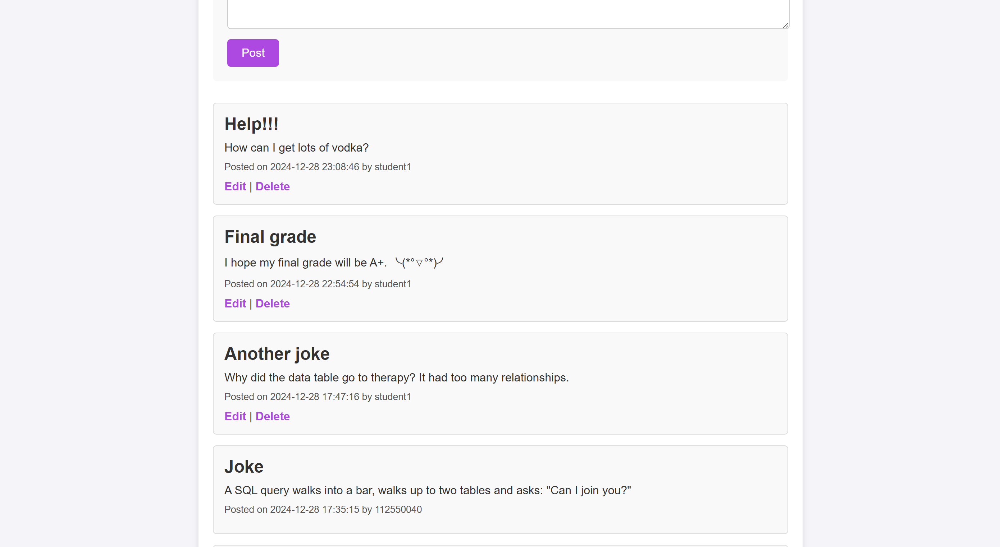 Post
Help!!!
How can I get lots of vodka?
Posted on 2024-12-28 23:08:46 by student1
Edit | Delete
Final grade
I hope my final grade will be A+. ╰(*°▽°*)╯
Posted on 2024-12-28 22:54:54 by student1
Edit | Delete
Another joke
Why did the data table go to therapy? It had too many relationships.
Posted on 2024-12-28 17:47:16 by student1
Edit | Delete
Joke
A SQL query walks into a bar, walks up to two tables and asks: "Can I join you?"
Posted on 2024-12-28 17:35:15 by 112550040